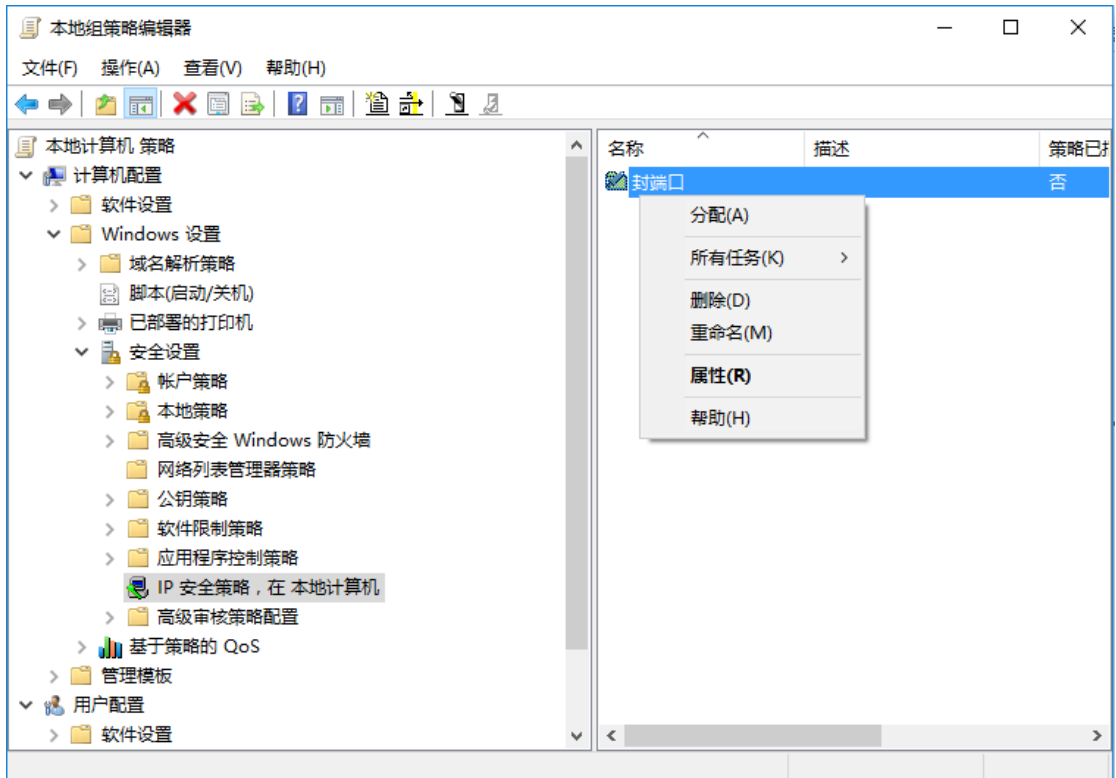 本地组策略编辑器
文件(F) 操作(A) 查看(V) 帮助(H)
本地计算机 策略
计算机配置
软件设置
Windows 设置
域名解析策略
脚本(启动/关机)
已部署的打印机
安全设置
帐户策略
本地策略
高级安全 Windows 防火墙
网络列表管理器策略
公钥策略
软件限制策略
应用程序控制策略
IP 安全策略，在 本地计算机
高级审核策略配置
基于策略的 QoS
管理模板
用户配置
软件设置
名称 描述 策略已
封端口 否
分配(A)
所有任务(K)
删除(D)
重命名(M)
属性(R)
帮助(H)